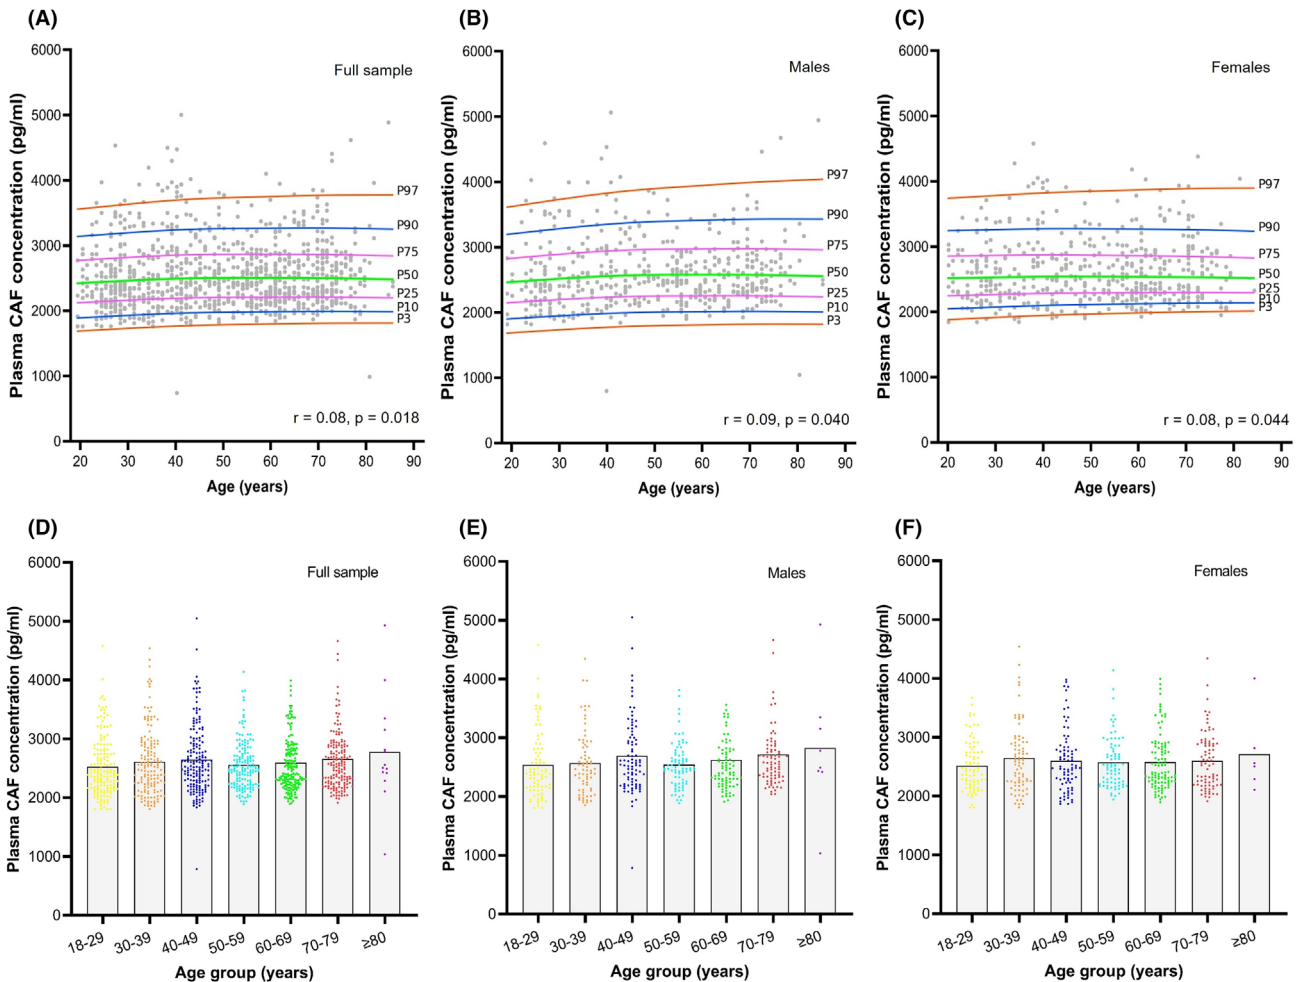 (A)
Full sample
Plasma CAF concentration (pg/ml)
6000
5000
4000
3000
2000
1000
0
P97
P90
P75
P50
P25
P10
P3
r = 0.08, p = 0.018
20 30 40 50 60 70 80 90
Age (years)
(B)
Males
Plasma CAF concentration (pg/ml)
6000
5000
4000
3000
2000
1000
0
P97
P90
P75
P50
P25
P10
P3
r = 0.09, p = 0.040
20 30 40 50 60 70 80 90
Age (years)
(C)
Females
Plasma CAF concentration (pg/ml)
6000
5000
4000
3000
2000
1000
0
P97
P90
P75
P50
P25
P10
P3
r = 0.08, p = 0.044
20 30 40 50 60 70 80 90
Age (years)
(D)
Full sample
Plasma CAF concentration (pg/ml)
6000
5000
4000
3000
2000
1000
0
18-29 30-39 40-49 50-59 60-69 70-79 ≥80
Age group (years)
(E)
Males
Plasma CAF concentration (pg/ml)
6000
5000
4000
3000
2000
1000
0
18-29 30-39 40-49 50-59 60-69 70-79 ≥80
Age group (years)
(F)
Females
Plasma CAF concentration (pg/ml)
6000
5000
4000
3000
2000
1000
0
18-29 30-39 40-49 50-59 60-69 70-79 ≥80
Age group (years)